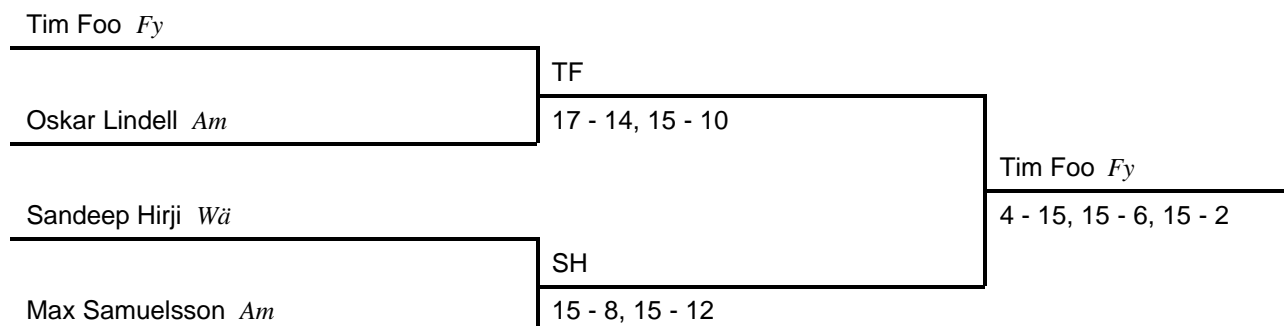 Tim Foo Fy
TF
Oskar Lindell Am
17 - 14, 15 - 10
Tim Foo Fy
Sandeep Hirji Wä
4 - 15, 15 - 6, 15 - 2
SH
Max Samuelsson Am
15 - 8, 15 - 12